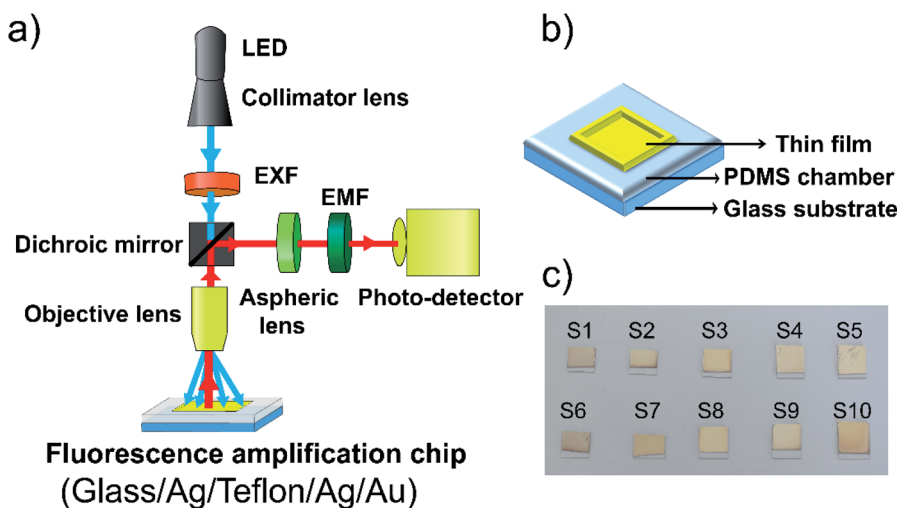 a)
LED
Collimator lens
EXF
EMF
Dichroic mirror
Objective lens
Aspheric
lens
Photo-detector
Fluorescence amplification chip
(Glass/Ag/Teflon/Ag/Au)
b)
Thin film
PDMS chamber
Glass substrate
c)
S1 S2 S3 S4 S5
S6 S7 S8 S9 S10